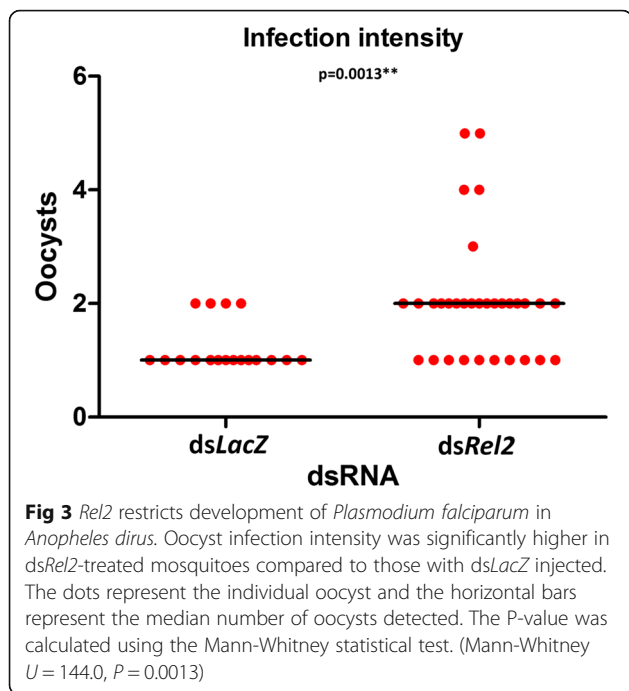 Infection intensity
p=0.0013**
6
4
2
0
Oocysts
dsLacZ
dsRel2
dsRNA
Fig 3 Rel2 restricts development of Plasmodium falciparum in
Anopheles dirus. Oocyst infection intensity was significantly higher in
dsRel2-treated mosquitoes compared to those with dsLacZ injected.
The dots represent the individual oocyst and the horizontal bars
represent the median number of oocysts detected. The P-value was
calculated using the Mann-Whitney statistical test. (Mann-Whitney
U = 144.0, P = 0.0013)